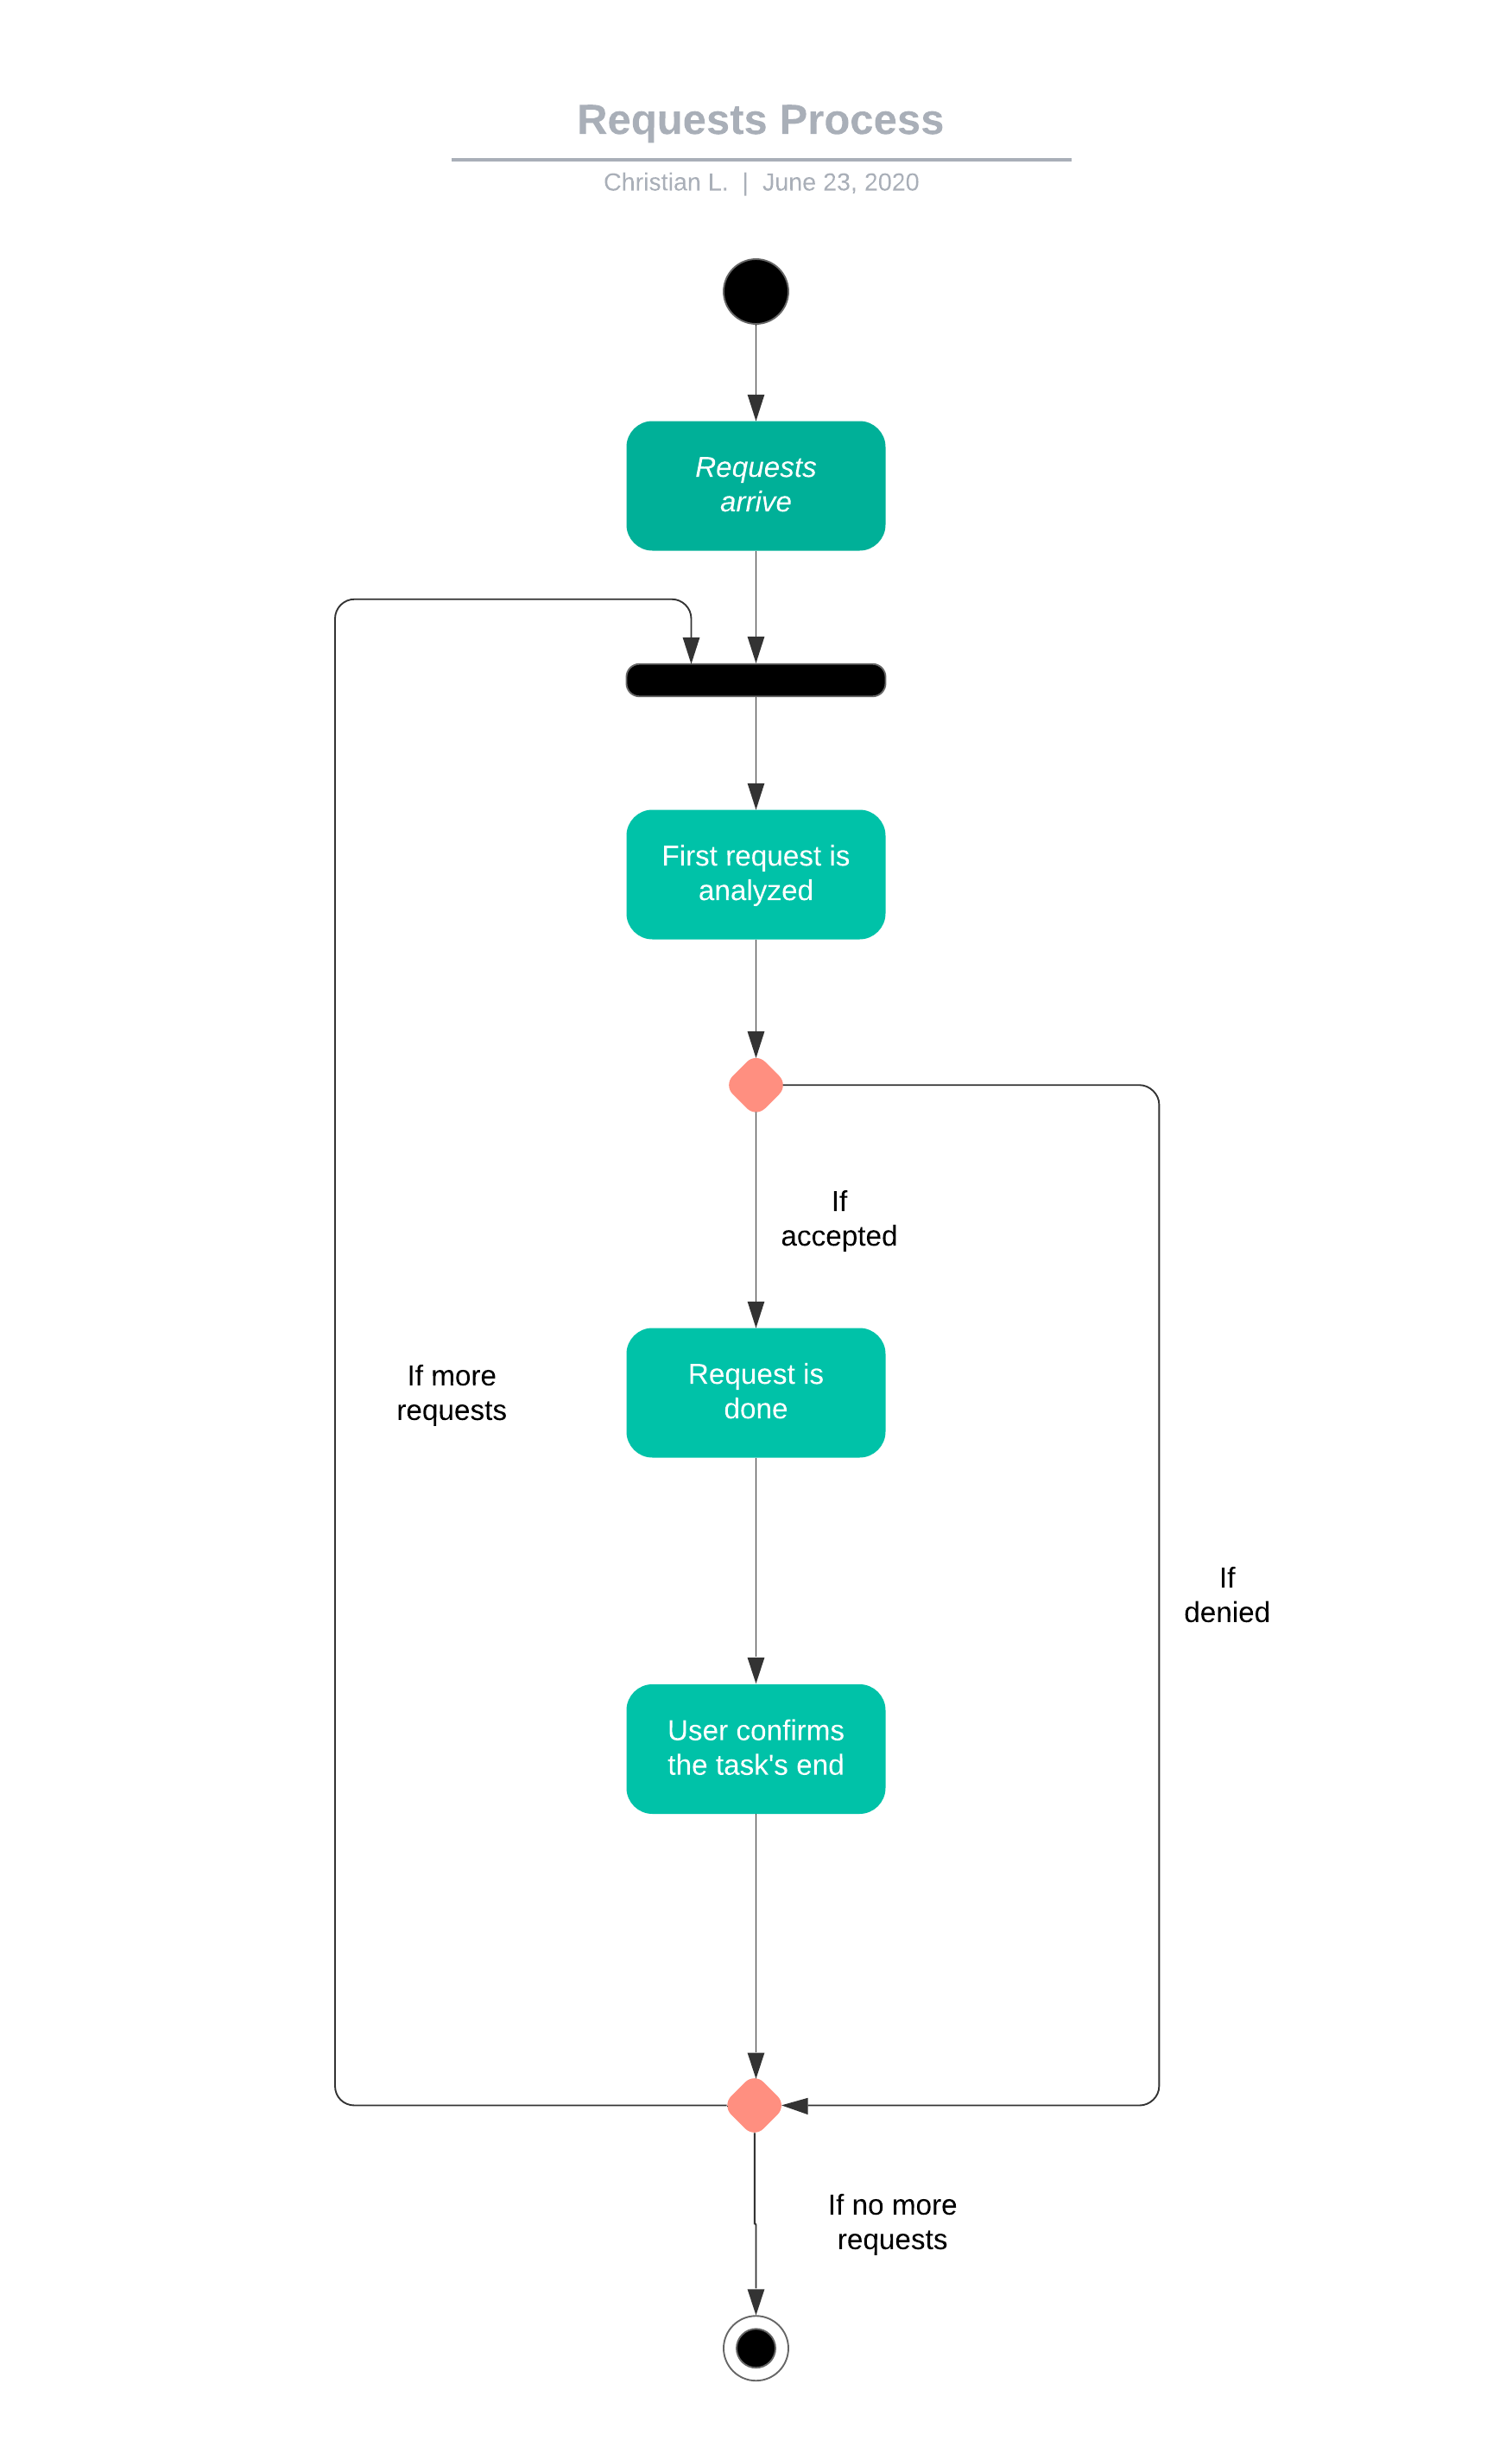 Requests Process
Christian L.  |  June 23, 2020
Requests
arrive
First request is
analyzed
If
accepted
Request is
done
If more
requests
If
denied
User confirms
the task's end
If no more
requests